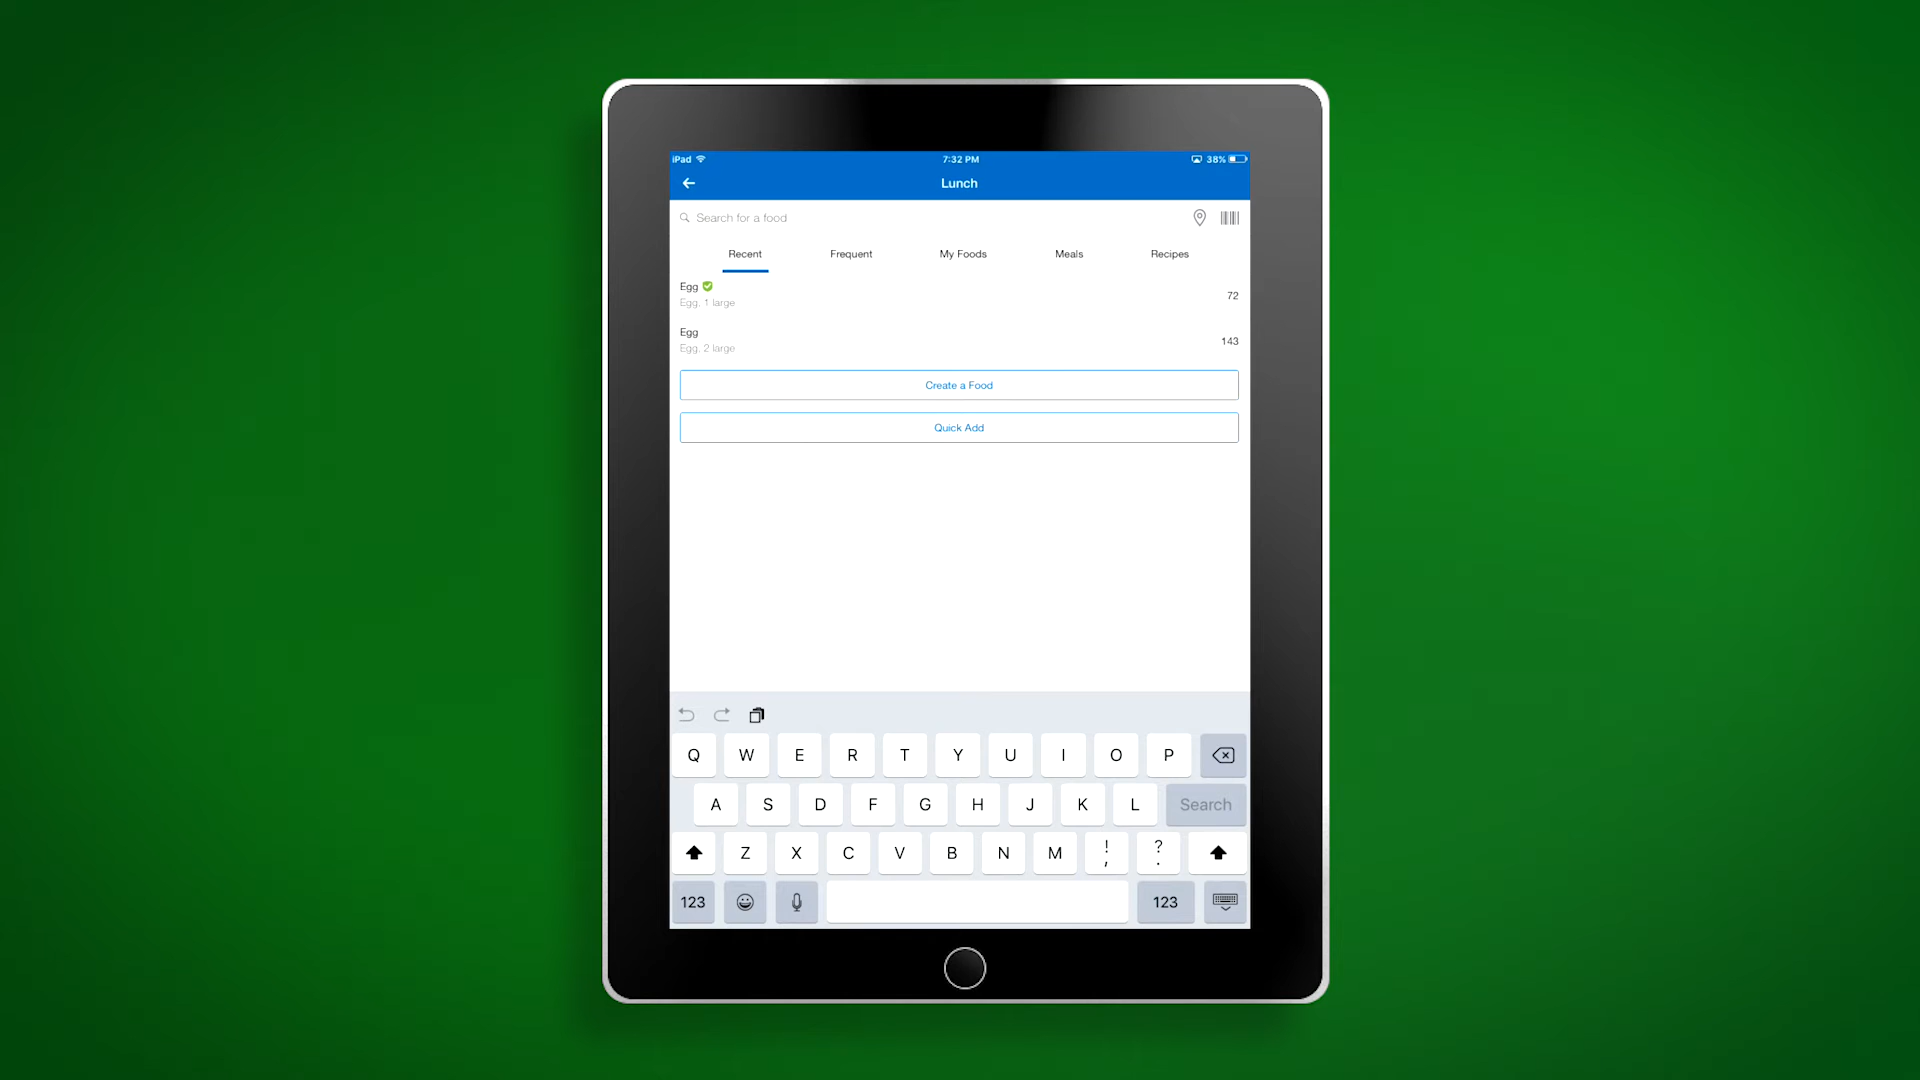 iPad 7:32 PM 38%
Lunch
Search for a food
Recent Frequent My Foods Meals Recipes
Egg
Egg, 1 large
72
Egg
Egg, 2 large
143
Create a Food
Quick Add
Q W E R T Y U I O P
A S D F G H J K L Search
Z X C V B N M ! , ? .
123 123